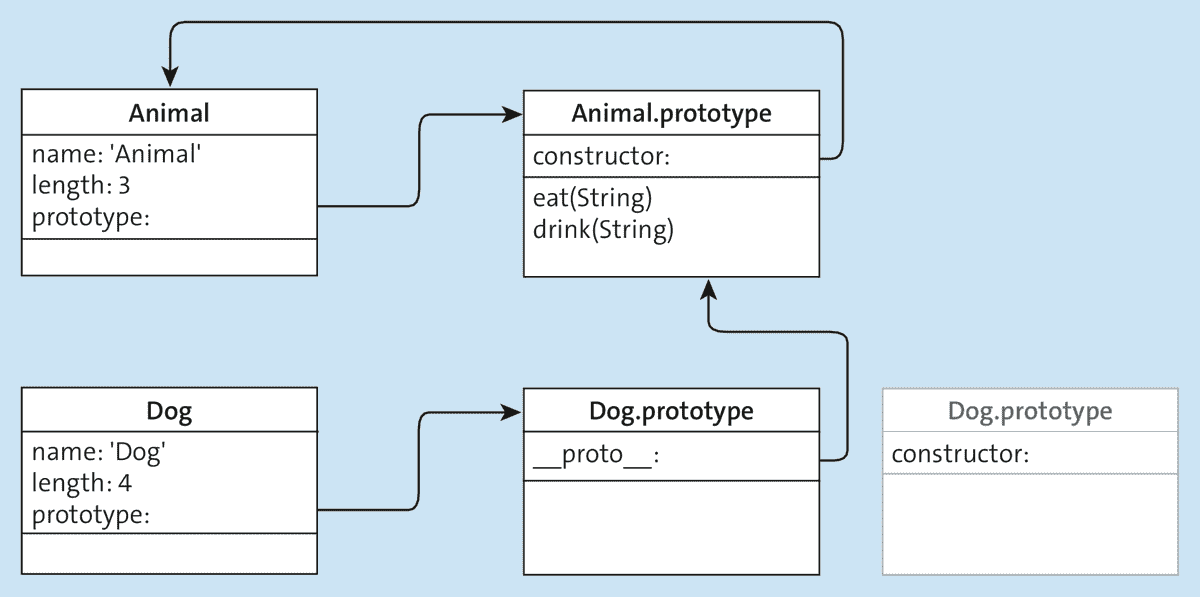 Animal
name: 'Animal'
length: 3
prototype:
Animal.prototype
constructor:
eat(String)
drink(String)
Dog
name: 'Dog'
length: 4
prototype:
Dog.prototype
__proto__:
Dog.prototype
constructor: